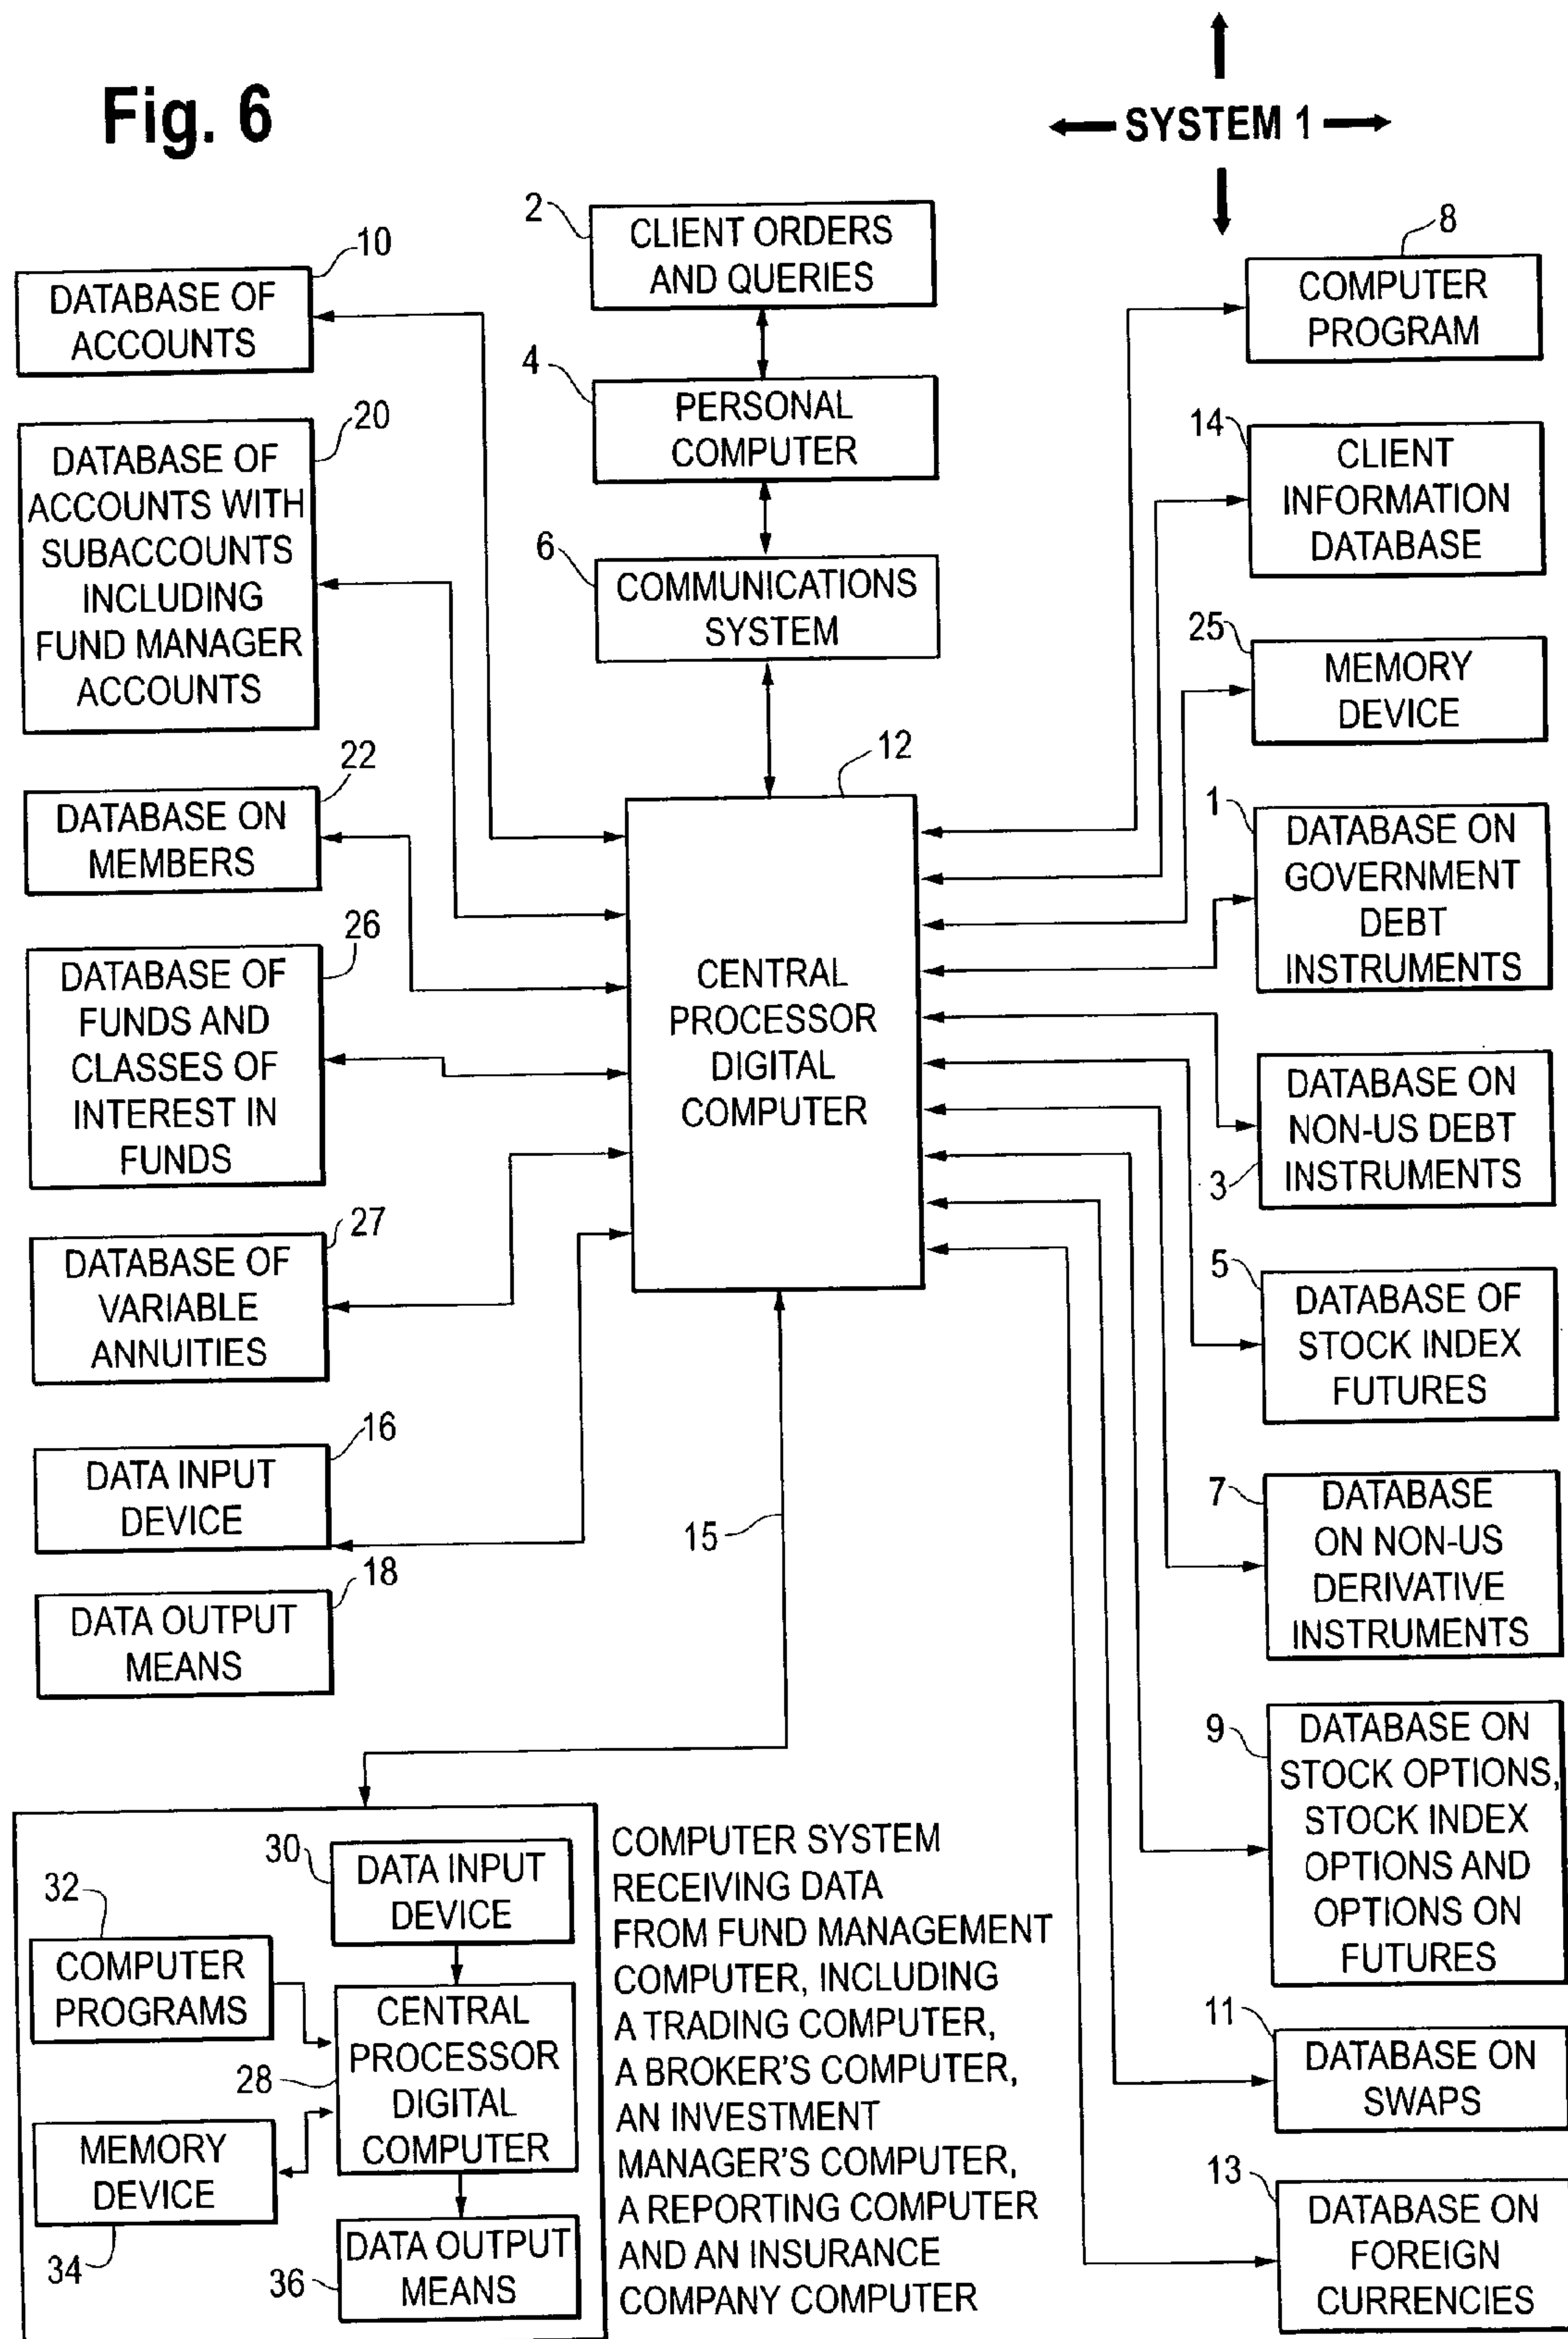 Fig. 6
SYSTEM 1
2
CLIENT ORDERS
AND QUERIES
4
PERSONAL
COMPUTER
6
COMMUNICATIONS
SYSTEM
10
DATABASE OF
ACCOUNTS
20
DATABASE OF
ACCOUNTS WITH
SUBACCOUNTS
INCLUDING
FUND MANAGER
ACCOUNTS
22
DATABASE ON
MEMBERS
26
DATABASE OF
FUNDS AND
CLASSES OF
INTEREST IN
FUNDS
27
DATABASE OF
VARIABLE
ANNUITIES
16
DATA INPUT
DEVICE
18
DATA OUTPUT
MEANS
12
CENTRAL
PROCESSOR
DIGITAL
COMPUTER
15
8
COMPUTER
PROGRAM
14
CLIENT
INFORMATION
DATABASE
25
MEMORY
DEVICE
1
DATABASE ON
GOVERNMENT
DEBT
INSTRUMENTS
DATABASE ON
NON-US DEBT
3
INSTRUMENTS
5
DATABASE OF
STOCK INDEX
FUTURES
7
DATABASE
ON NON-US
DERIVATIVE
INSTRUMENTS
9
DATABASE ON
STOCK OPTIONS,
STOCK INDEX
OPTIONS AND
OPTIONS ON
FUTURES
11
DATABASE ON
SWAPS
13
DATABASE ON
FOREIGN
CURRENCIES
30
DATA INPUT
DEVICE
32
COMPUTER
PROGRAMS
28
CENTRAL
PROCESSOR
DIGITAL
COMPUTER
MEMORY
DEVICE
34
36
DATA OUTPUT
MEANS
COMPUTER SYSTEM
RECEIVING DATA
FROM FUND MANAGEMENT
COMPUTER, INCLUDING
A TRADING COMPUTER,
A BROKER'S COMPUTER,
AN INVESTMENT
MANAGER'S COMPUTER,
A REPORTING COMPUTER
AND AN INSURANCE
COMPANY COMPUTER